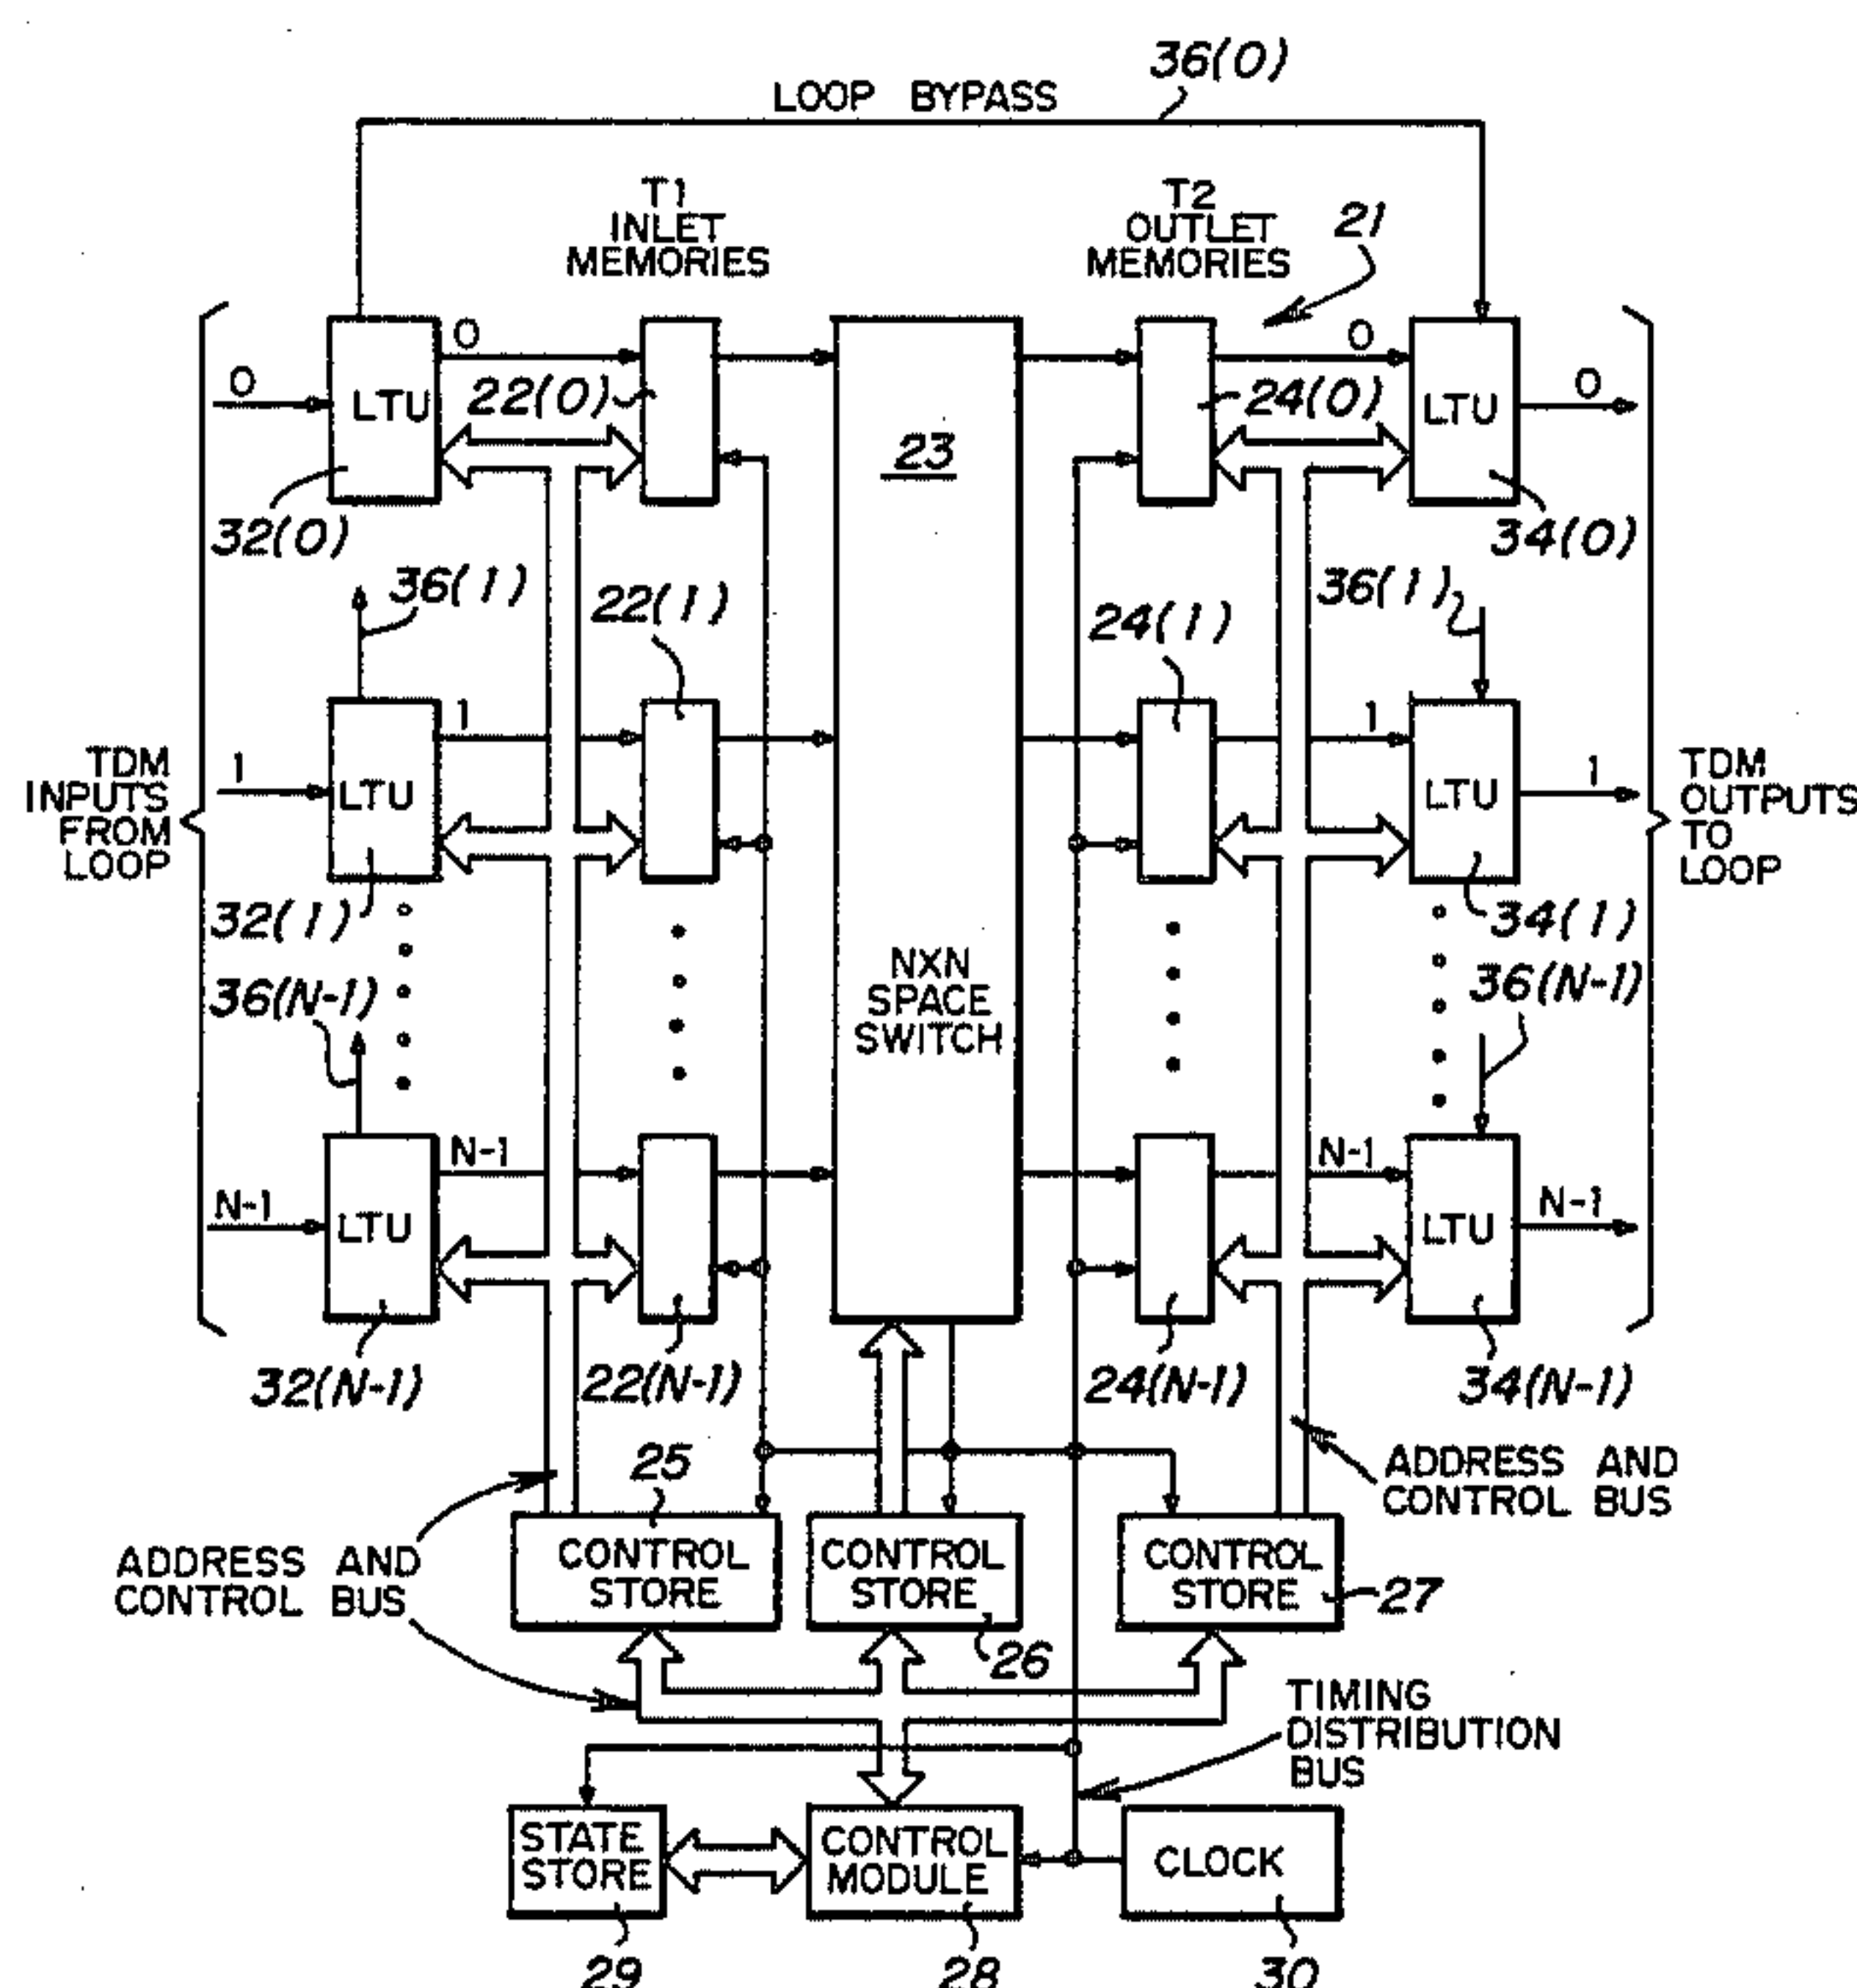 36(0)
LOOP BYPASS
T1
INLET
MEMORIES
T2
OUTLET
MEMORIES
21
0
0
LTU
22(0)
23
0
24(0)
LTU
0
32(0)
34(0)
36(1)
22(1)
24(1)
36(1)
TDM
INPUTS
FROM
LOOP
1
LTU
1
1
LTU
1
TDM
OUTPUTS
TO
LOOP
32(1)
34(1)
36(N-1)
NXN
SPACE
SWITCH
36(N-1)
N-1
LTU
N-1
N-1
LTU
N-1
32(N-1)
22(N-1)
24(N-1)
34(N-1)
25
ADDRESS AND
CONTROL BUS
ADDRESS AND
CONTROL BUS
CONTROL
STORE
CONTROL
STORE
CONTROL
STORE
27
26
TIMING
DISTRIBUTION
BUS
STATE
STORE
CONTROL
MODULE
CLOCK
29
28
30